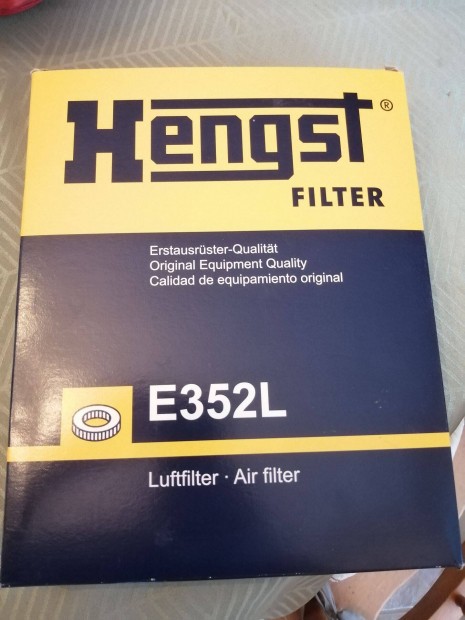 Hengst®
FILTER
Erstausrüster-Qualität
Original Equipment Quality
Calidad de equipamiento original
E352L
Luftfilter · Air filter